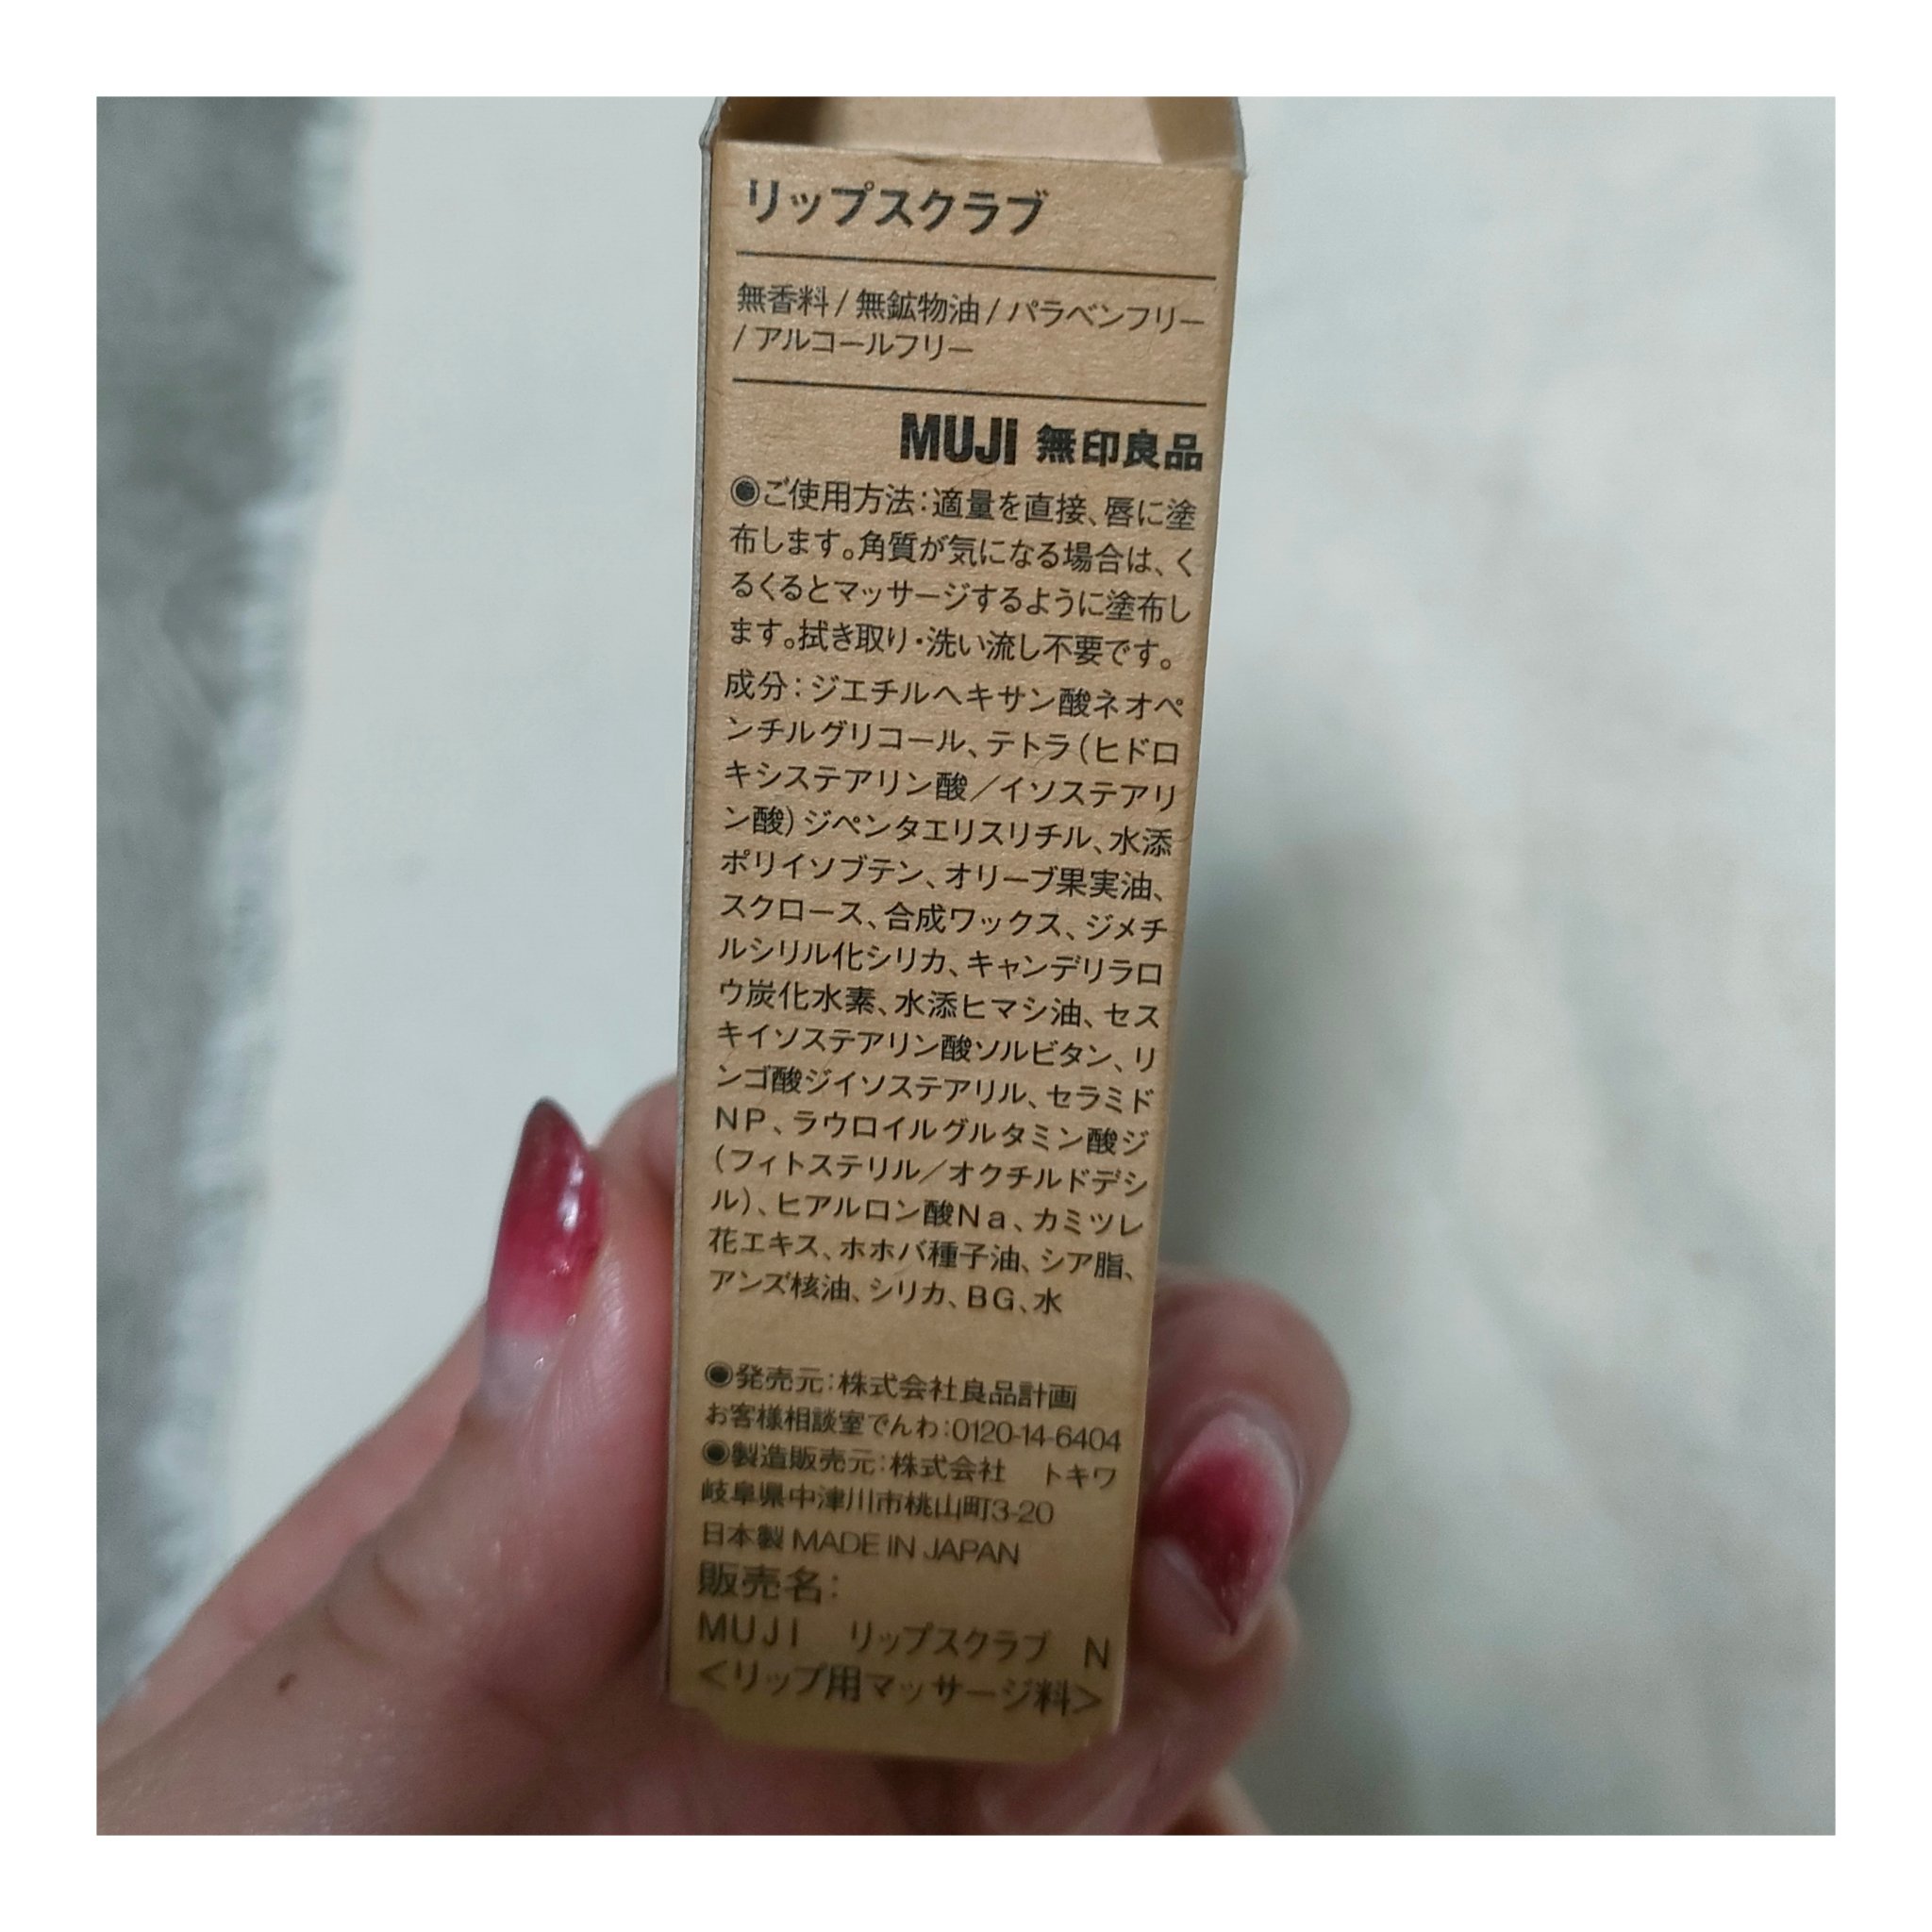 リップスクラブ
無香料 / 無鉱物油 / パラベンフリー
/ アルコールフリー
MUJI 無印良品
◉ご使用方法：適量を直接、唇に塗
布します。角質が気になる場合は、く
るくるとマッサージするように塗布し
ます。拭き取り・洗い流し不要です。
成分：ジエチルヘキサン酸ネオペ
ンチルグリコール、テトラ（ヒドロ
キシステアリン酸／イソステアリ
ン酸）ジペンタエリスリチル、水添
ポリイソブテン、オリーブ果実油、
スクロース、合成ワックス、ジメチ
ルシリル化シリカ、キャンデリラロ
ウ炭化水素、水添ヒマシ油、セス
キイソステアリン酸ソルビタン、リ
ンゴ酸ジイソステアリル、セラミド
ＮＰ、ラウロイルグルタミン酸ジ
（フィトステリル／オクチルドデシ
ル）、ヒアルロン酸Ｎａ、カミツレ
花エキス、ホホバ種子油、シア脂、
アンズ核油、シリカ、ＢＧ、水
◉発売元：株式会社良品計画
お客様相談室でんわ：0120-14-6404
◉製造販売元：株式会社　トキワ
岐阜県中津川市桃山町3-20
日本製 MADE IN JAPAN
販売名：
ＭＵＪＩ　リップスクラブ　Ｎ
＜リップ用マッサージ料＞